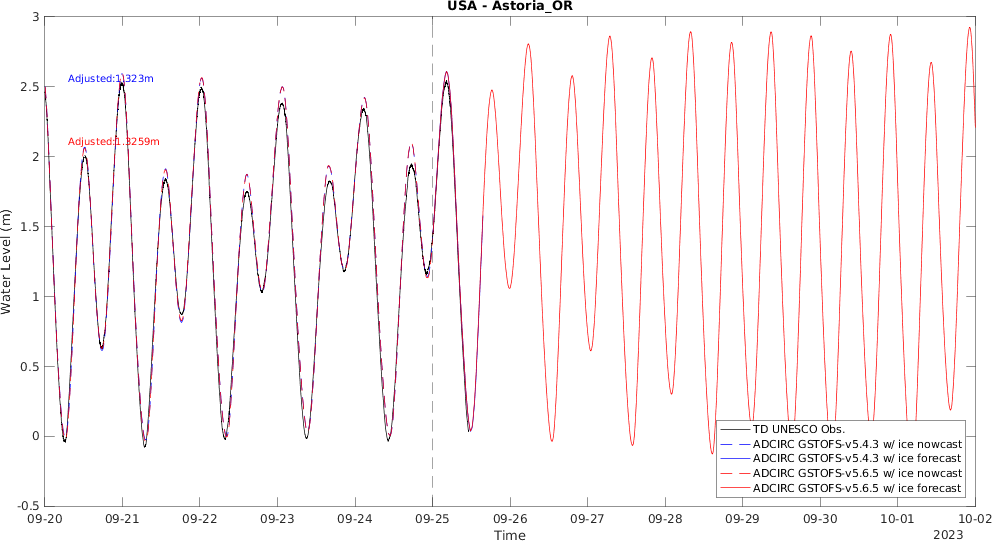 USA - Astoria_OR
3
2.5
2
1.5
1
0.5
0
-0.5
Water Level (m)
Adjusted:1.323m
Adjusted:1.3259m
TD UNESCO Obs.
ADCIRC GSTOFS-v5.4.3 w/ ice nowcast
ADCIRC GSTOFS-v5.4.3 w/ ice forecast
ADCIRC GSTOFS-v5.6.5 w/ ice nowcast
ADCIRC GSTOFS-v5.6.5 w/ ice forecast
09-20 09-21 09-22 09-23 09-24 09-25 09-26 09-27 09-28 09-29 09-30 10-01 10-02
Time
2023